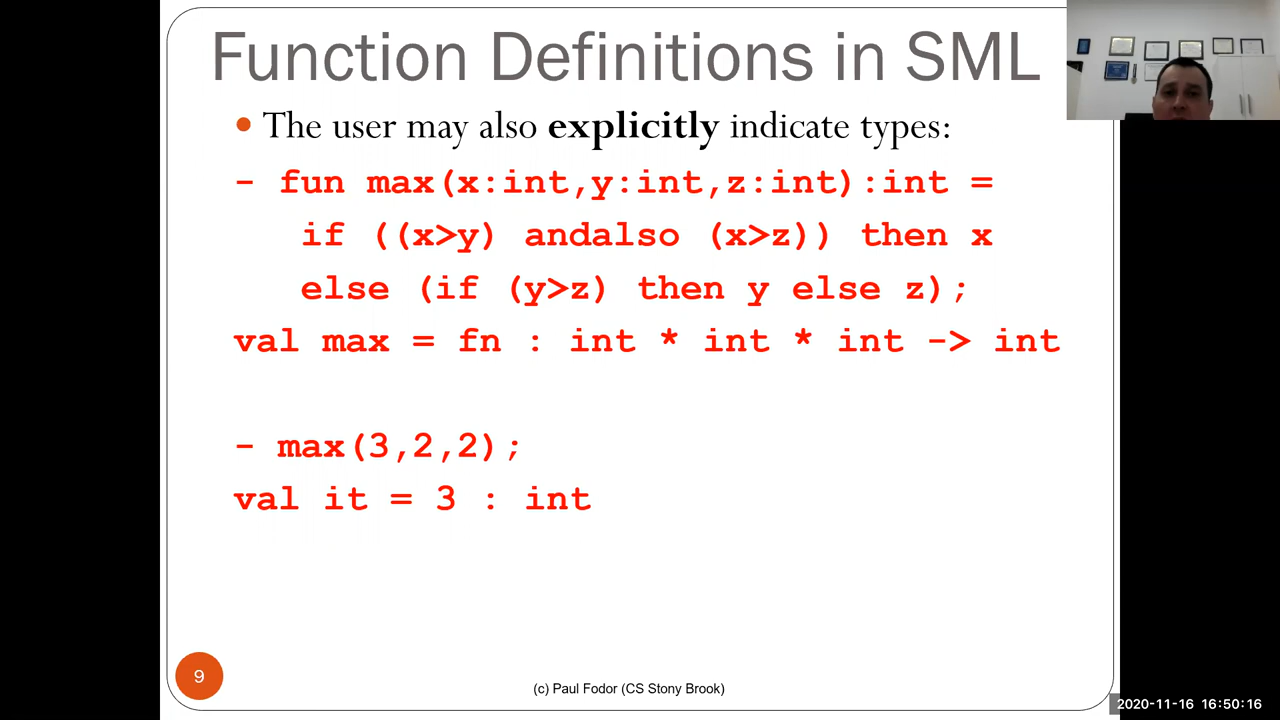 Function Definitions in SML
• The user may also explicitly indicate types:
- fun max(x:int,y:int,z:int):int =
if ((x>y) andalso (x>z)) then x
else (if (y>z) then y else z);
val max = fn : int * int * int -> int
- max(3,2,2);
val it = 3 : int
9
(c) Paul Fodor (CS Stony Brook)
2020-11-16 16:50:16